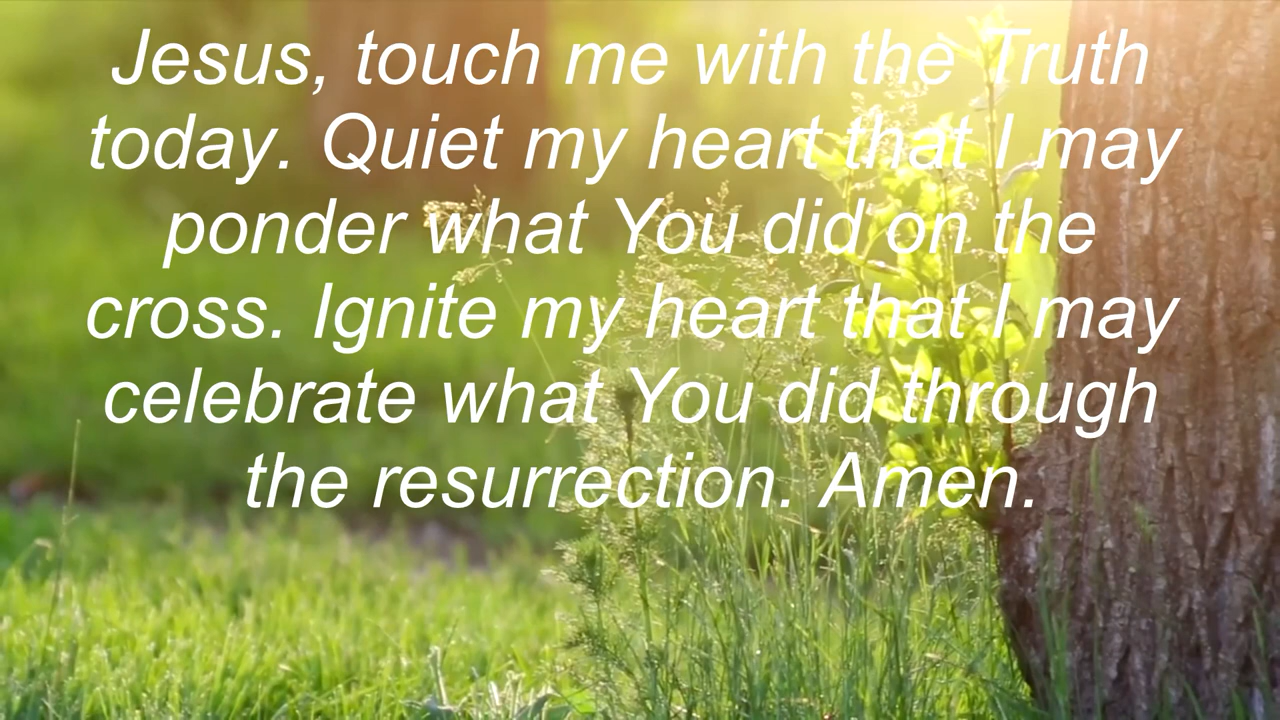 Jesus, touch me with the Truth
today. Quiet my heart that I may
ponder what You did on the
cross. Ignite my heart that I may
celebrate what You did through
the resurrection. Amen.